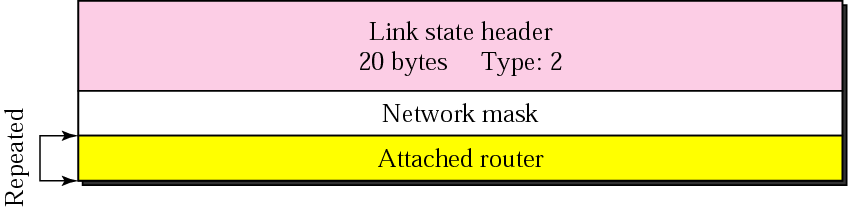 Link state header
20 bytes Type: 2
Network mask
Attached router
Repeated